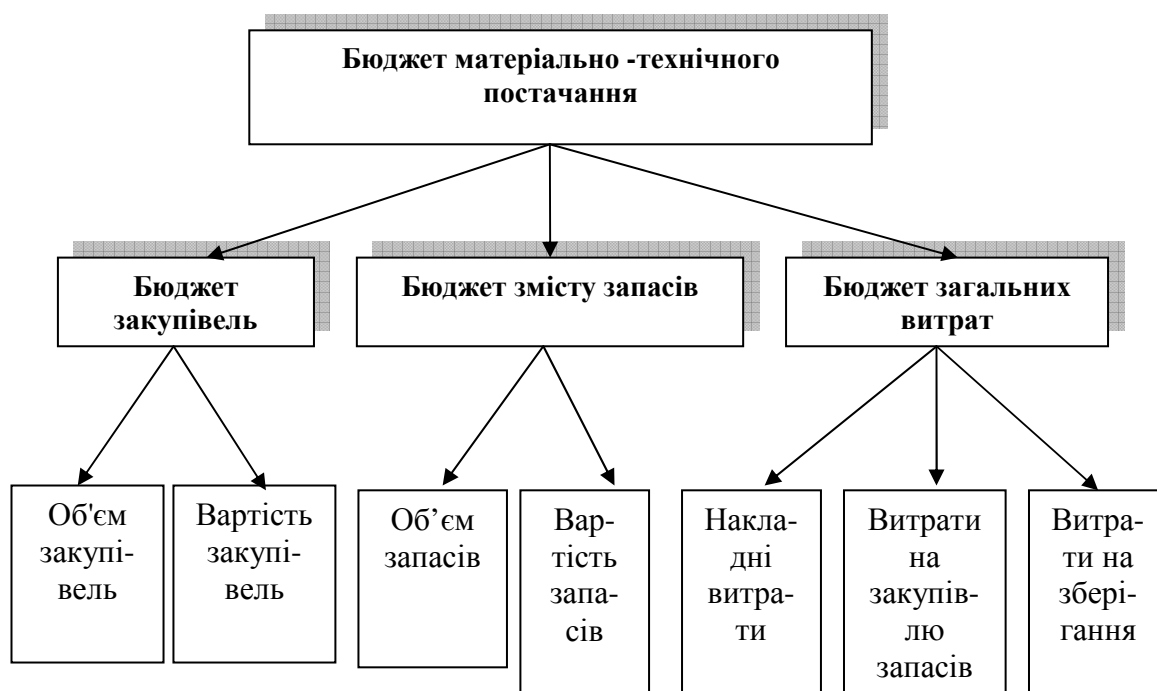 Бюджет матеріально -технічного
постачання
Бюджет
закупівель
Бюджет змісту запасів
Бюджет загальних
витрат
Об'єм
закупі-
вель
Вартість
закупі-
вель
Об’єм
запасів
Вар-
тість
запа-
сів
Накла-
дні
витра-
ти
Витрати
на
закупів-
лю
запасів
Витра-
ти на
збері-
гання